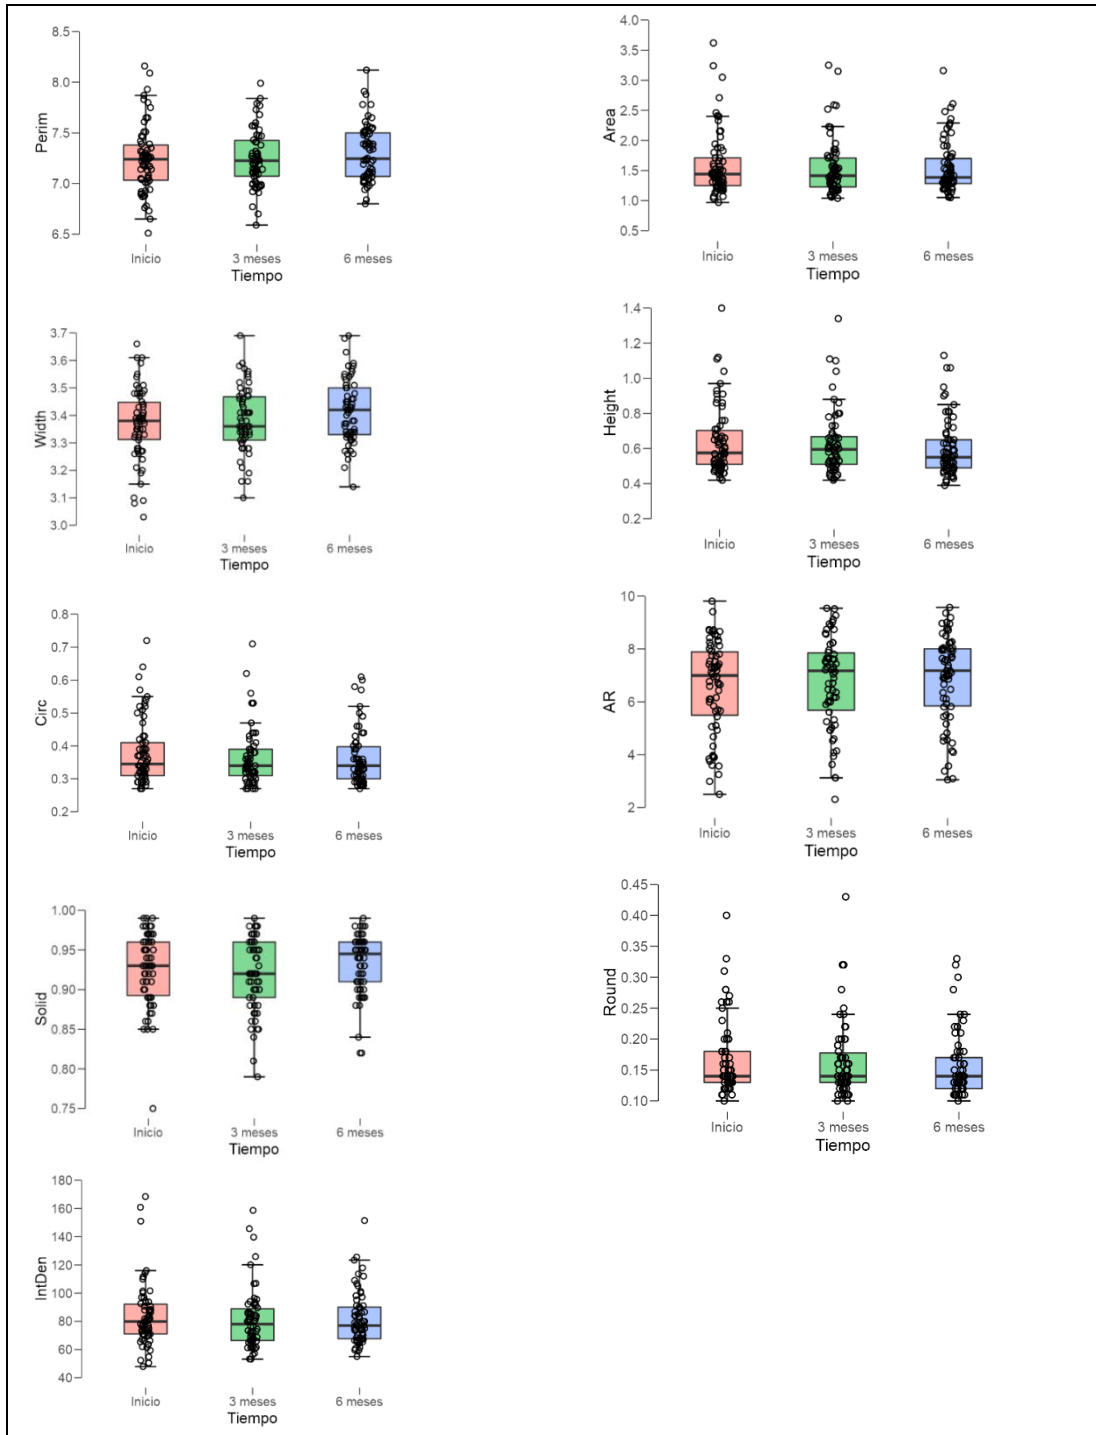 Perim
8.5
8.0
7.5
7.0
6.5
Inicio 3 meses 6 meses
Tiempo
Area
4.0
3.5
3.0
2.5
2.0
1.5
1.0
0.5
Inicio 3 meses 6 meses
Tiempo
Width
3.7
3.6
3.5
3.4
3.3
3.2
3.1
3.0
Inicio 3 meses 6 meses
Tiempo
Height
1.4
1.2
1.0
0.8
0.6
0.4
0.2
Inicio 3 meses 6 meses
Tiempo
Circ
0.8
0.7
0.6
0.5
0.4
0.3
0.2
Inicio 3 meses 6 meses
Tiempo
AR
10
8
6
4
2
Inicio 3 meses 6 meses
Tiempo
Solid
1.00
0.95
0.90
0.85
0.80
0.75
Inicio 3 meses 6 meses
Tiempo
Round
0.45
0.40
0.35
0.30
0.25
0.20
0.15
0.10
Inicio 3 meses 6 meses
Tiempo
IntDen
180
160
140
120
100
80
60
40
Inicio 3 meses 6 meses
Tiempo